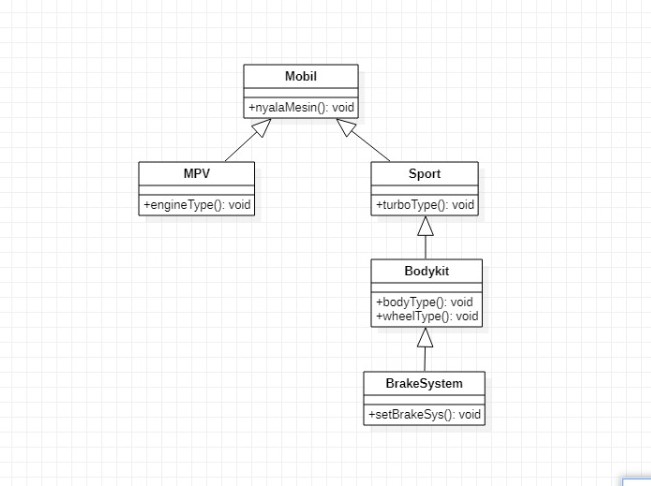 Mobil
+nyalaMesin(): void
MPV
+engineType(): void
Sport
+turboType(): void
Bodykit
+bodyType(): void
+wheelType(): void
BrakeSystem
+setBrakeSys(): void